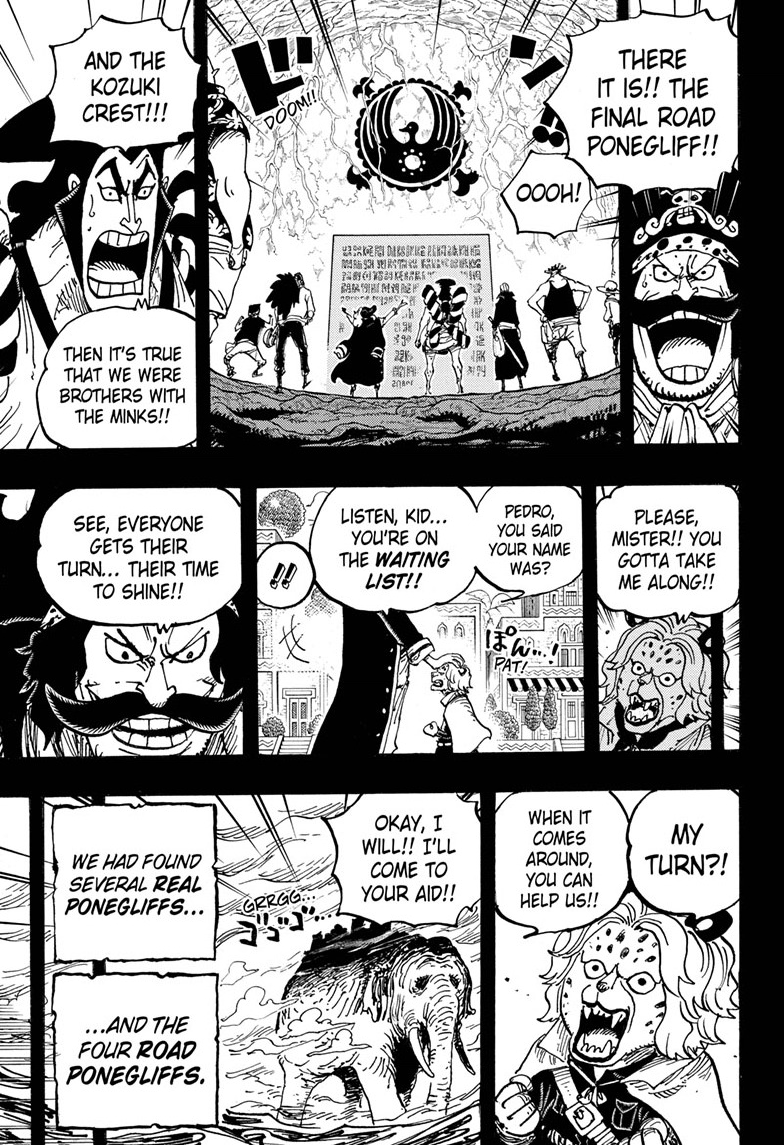 THERE
IT IS!! THE
FINAL ROAD
PONEGLIFF!!
OOOH!
ド
DOOM!!
AND THE
KOZUKI
CREST!!!
THEN IT'S TRUE
THAT WE WERE
BROTHERS WITH
THE MINKS!!
PLEASE,
MISTER!! YOU
GOTTA TAKE
ME ALONG!!
PEDRO,
YOU SAID
YOUR NAME
WAS?
LISTEN, KID...
YOU'RE ON
THE WAITING
LIST!!
!!
ぽん...!
PAT!
SEE, EVERYONE
GETS THEIR
TURN... THEIR TIME
TO SHINE!!
MY
TURN?!
WHEN IT
COMES
AROUND,
YOU CAN
HELP US!!
OKAY, I
WILL!! I'LL
COME TO
YOUR AID!!
GRRGG...
ゴゴゴ...
WE HAD FOUND
SEVERAL REAL
PONEGLIFFS...
...AND THE
FOUR ROAD
PONEGLIFFS.